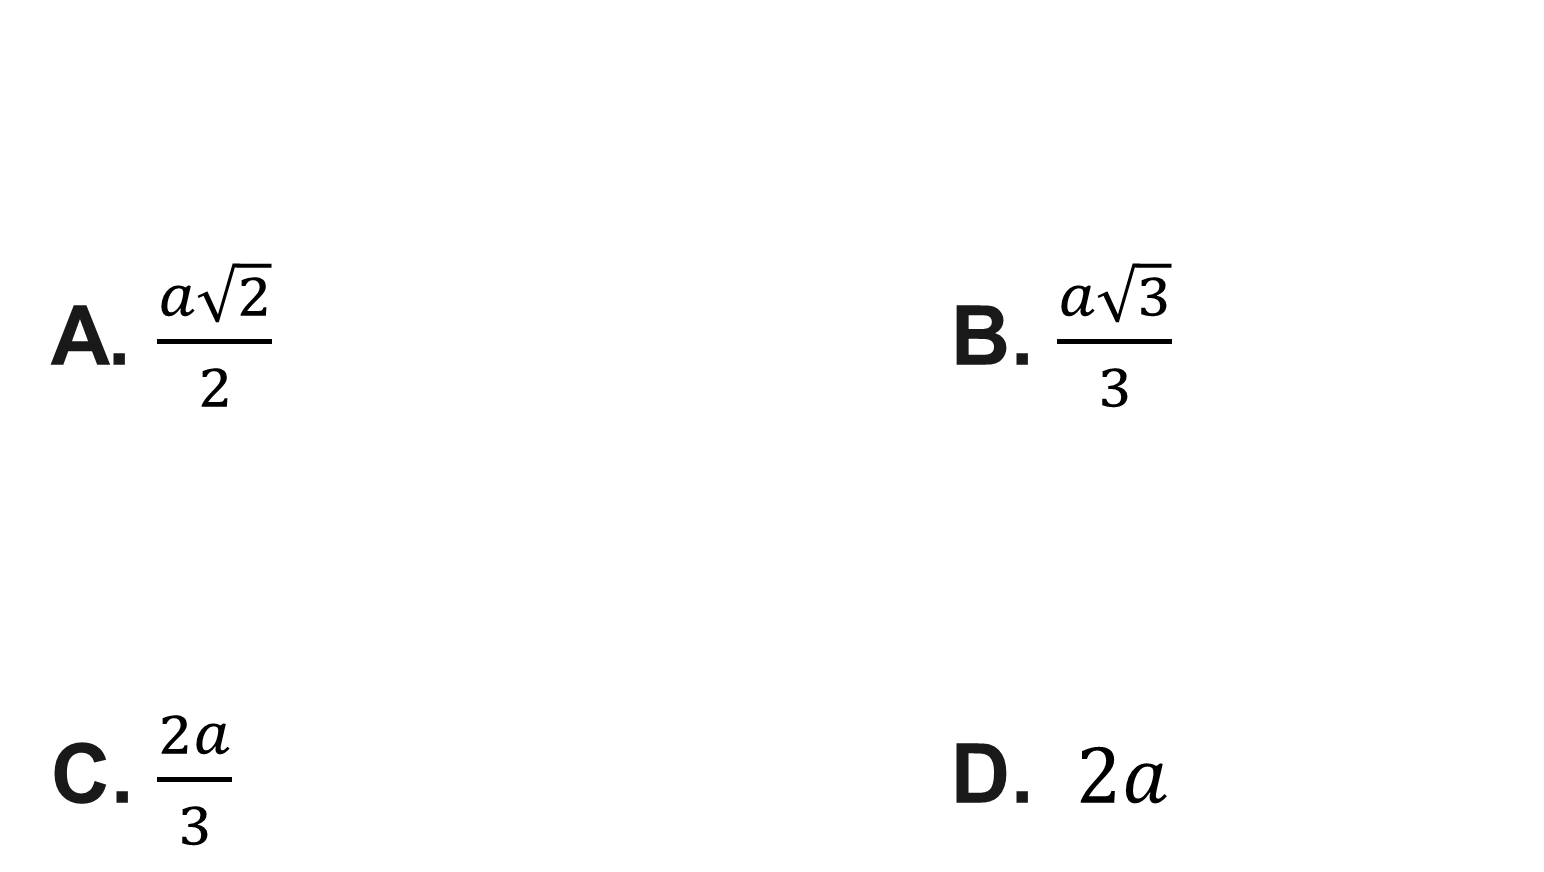 A. a√2/2 B. a√3/3
C. 2a/3 D. 2a